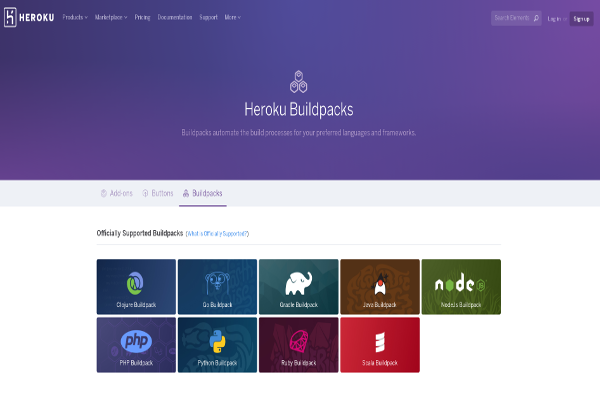 HEROKU Products Marketplace Pricing Documentation Support More Search Elements Log in or Sign up
Heroku Buildpacks
Buildpacks automate the build processes for your preferred languages and frameworks.
Add-ons Buttons Buildpacks
Officially Supported Buildpacks (What is Officially Supported?)
node JS
Clojure Buildpack Go Buildpack Gradle Buildpack Java Buildpack Node.js Buildpack
php
PHP Buildpack Python Buildpack Ruby Buildpack Scala Buildpack